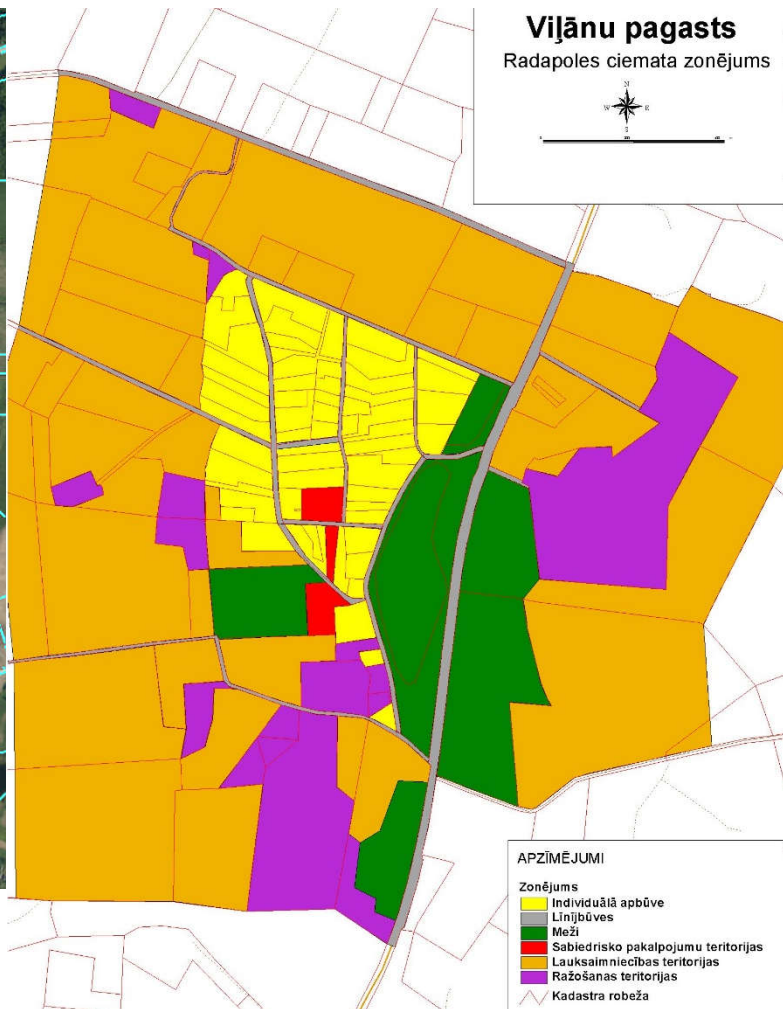 Viļānu pagasts
Radapoles ciemata zonējums
N
W E
S
APZĪMĒJUMI
Zonējums
Individuālā apbūve
Līnijbūves
Meži
Sabiedrisko pakalpojumu teritorijas
Lauksaimniecības teritorijas
Ražošanas teritorijas
Kadastra robeža